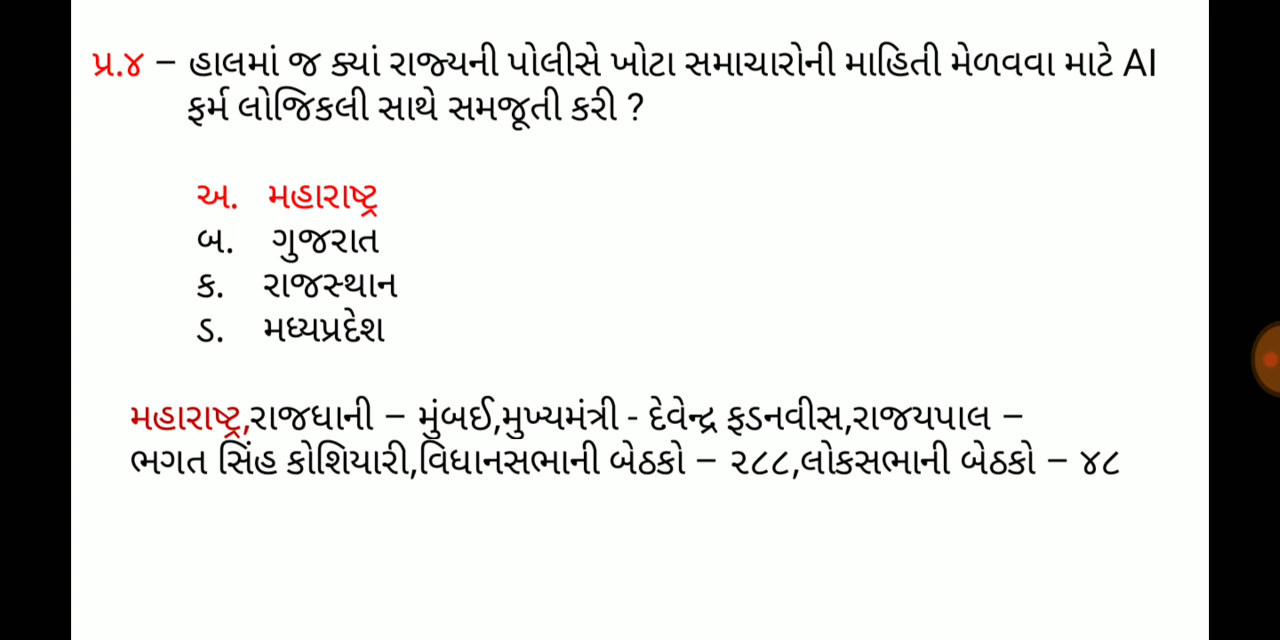 પ્ર.૪ – હાલમાં જ ક્યાં રાજ્યની પોલીસે ખોટા સમાચારોની માહિતી મેળવવા માટે AI
ફર્મ લોજિકલી સાથે સમજૂતી કરી ?
અ. મહારાષ્ટ્ર
બ. ગુજરાત
ક. રાજસ્થાન
ડ. મધ્યપ્રદેશ
મહારાષ્ટ્ર,રાજધાની – મુંબઈ,મુખ્યમંત્રી - દેવેન્દ્ર ફડનવીસ,રાજયપાલ –
ભગત સિંહ કોશિયારી,વિધાનસભાની બેઠકો – ૨૮૮,લોકસભાની બેઠકો – ૪૮